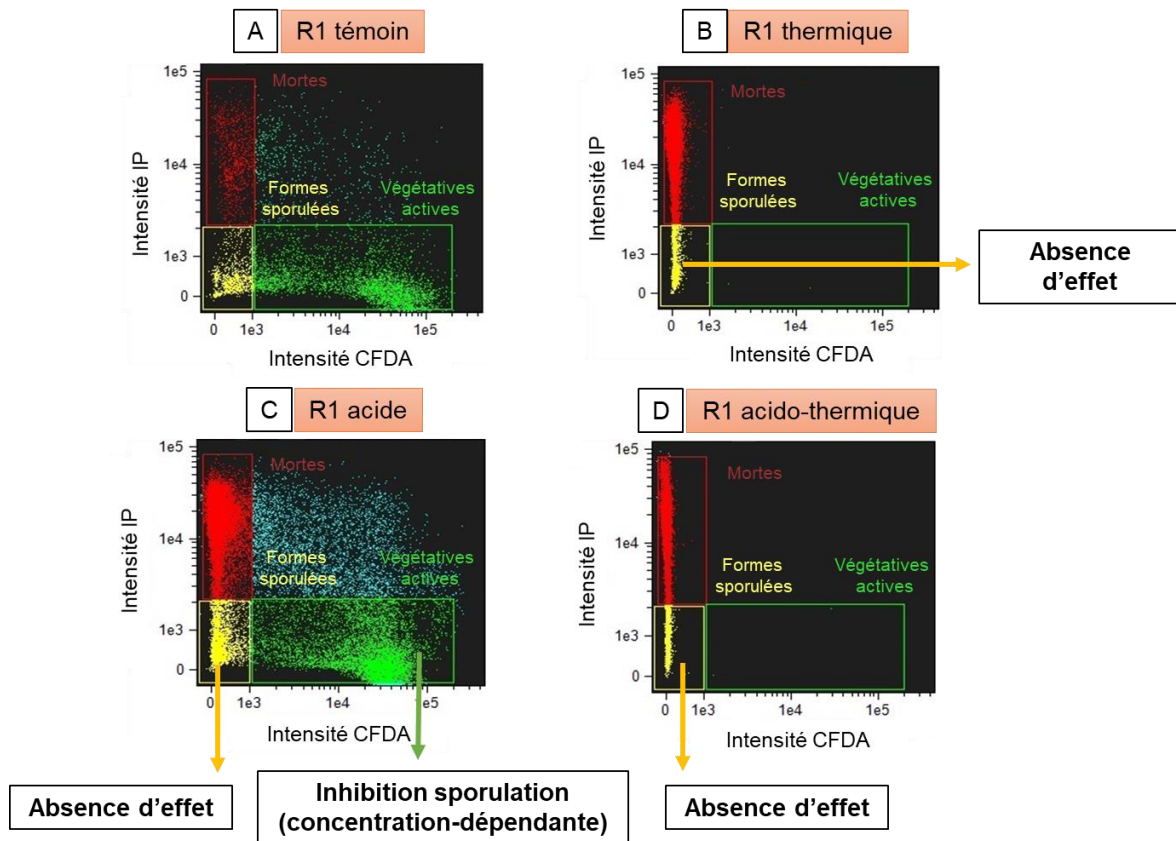 A R1 témoin
1e5
Mortes
1e4
Formes
sporulées
Végétatives
actives
1e3
0
0 1e3 1e4 1e5
Intensité IP
Intensité CFDA
B R1 thermique
1e5
Mortes
1e4
Formes
sporulées
Végétatives
actives
1e3
0
0 1e3 1e4 1e5
Intensité IP
Intensité CFDA
Absence
d’effet
C R1 acide
1e5
Mortes
1e4
Formes
sporulées
Végétatives
actives
1e3
0
0 1e3 1e4 1e5
Intensité IP
Intensité CFDA
D R1 acido-thermique
1e5
Mortes
1e4
Formes
sporulées
Végétatives
actives
1e3
0
0 1e3 1e4 1e5
Intensité IP
Intensité CFDA
Absence d’effet
Inhibition sporulation
(concentration-dépendante)
Absence d’effet